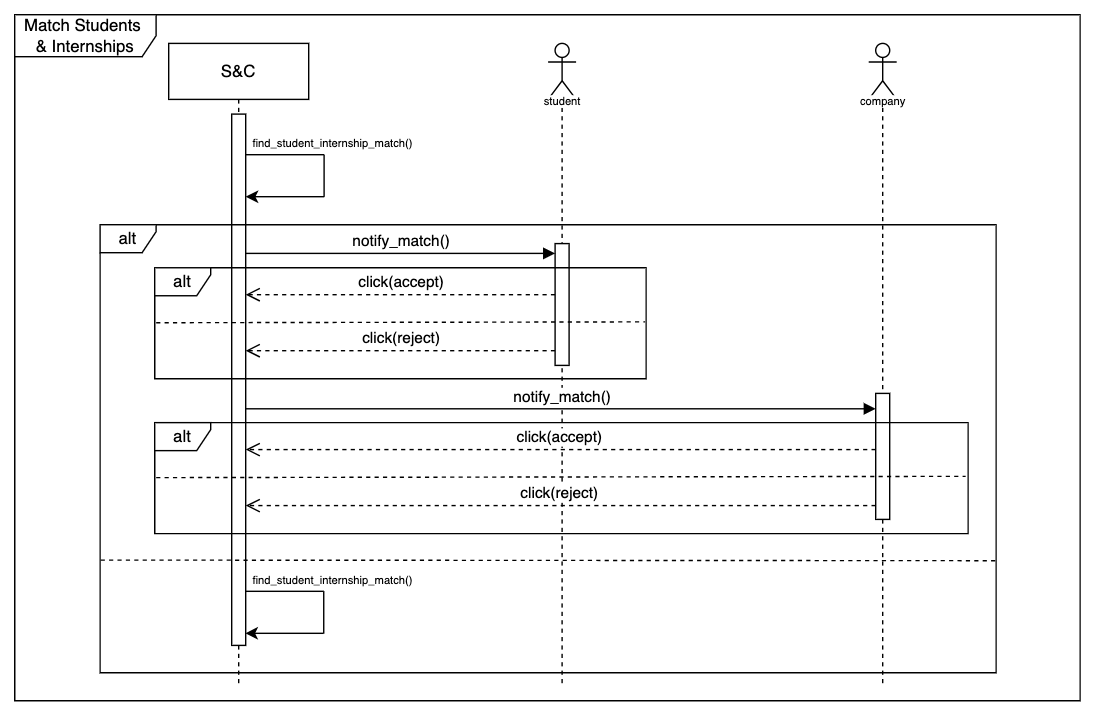 Match Students
& Internships
S&C
student
company
find_student_internship_match()
alt
notify_match()
alt
click(accept)
click(reject)
notify_match()
alt
click(accept)
click(reject)
find_student_internship_match()